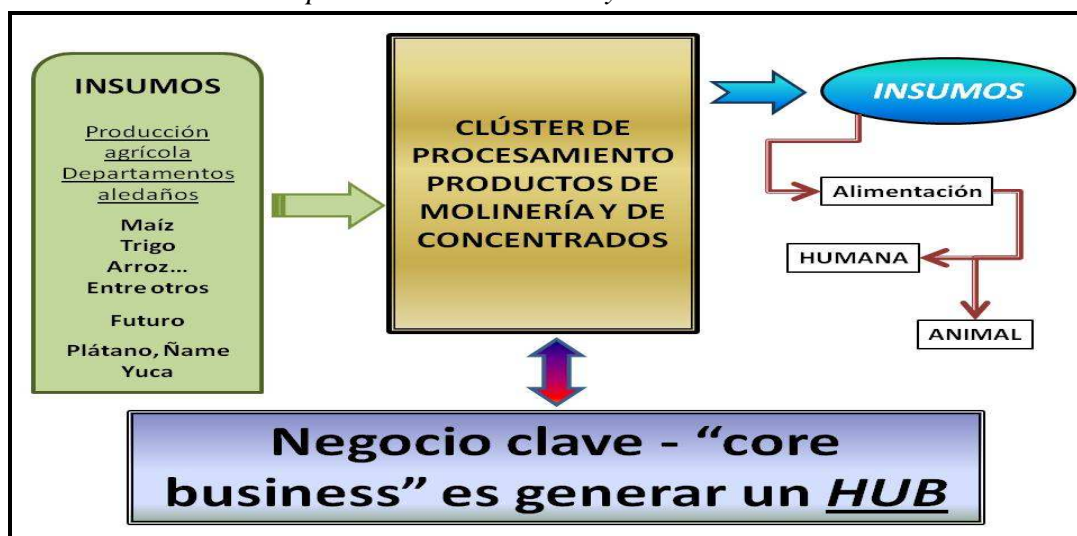 INSUMOS
Producción
agrícola
Departamentos
aledaños
Maíz
Trigo
Arroz...
Entre otros
Futuro
Plátano, Ñame
Yuca
CLÚSTER DE
PROCESAMIENTO
PRODUCTOS DE
MOLINERÍA Y DE
CONCENTRADOS
INSUMOS
Alimentación
HUMANA
ANIMAL
Negocio clave - “core
business” es generar un HUB